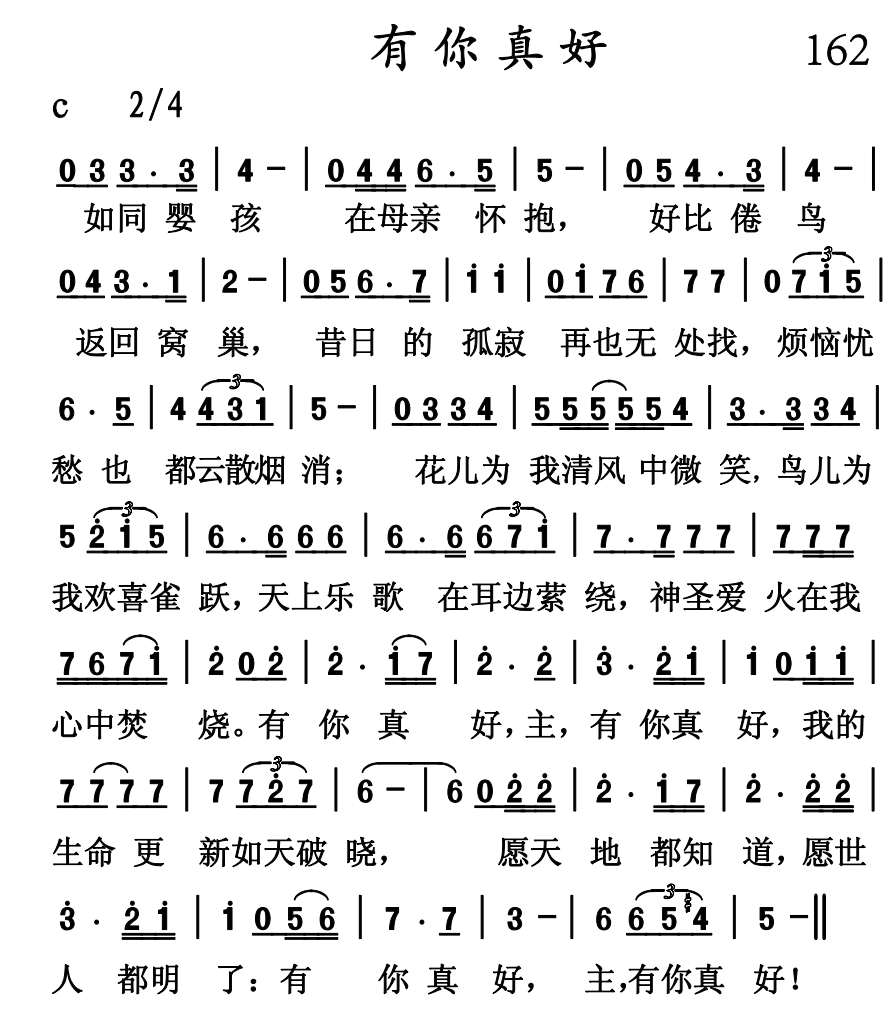 有你真好 162
c 2/4
0 3 3 · 3 | 4 - | 0 4 4 6 · 5 | 5 - | 0 5 4 · 3 | 4 - |
如同 婴 孩 在母亲 怀 抱, 好比 倦 鸟
0 4 3 · 1 | 2 - | 0 5 6 · 7 | i i | 0 i 7 6 | 7 7 | 0 7 i 5 |
返回 窝 巢, 昔日 的 孤寂 再也无 处找, 烦恼忧
6 · 5 | 4 4 3 1 | 5 - | 0 3 3 4 | 5 5 5 5 5 4 | 3 · 3 3 4 |
愁 也 都云散烟 消; 花儿为 我清风 中微 笑, 鸟儿为
5 2̇ i 5 | 6 · 6 6 6 | 6 · 6 6 7 i | 7 · 7 7 7 | 7 7 7
我欢喜雀 跃, 天上乐 歌 在耳边萦 绕, 神圣爱 火在我
7 6 7 i | 2̇ 0 2̇ | 2̇ · i 7 | 2̇ · 2̇ | 3̇ · 2̇ i | i 0 i i |
心中焚 烧。有 你 真 好, 主, 有 你真 好, 我的
7 7 7 7 | 7 7 2̇ 7 | 6 - | 6 0 2̇ 2̇ | 2̇ · i 7 | 2̇ · 2̇ 2̇ |
生命 更 新如天破 晓, 愿天 地 都知 道, 愿世
3̇ · 2̇ i | i 0 5 6 | 7 · 7 | 3 - | 6 6 5 4 | 5 - ||
人 都明 了: 有 你 真 好, 主, 有你真 好!